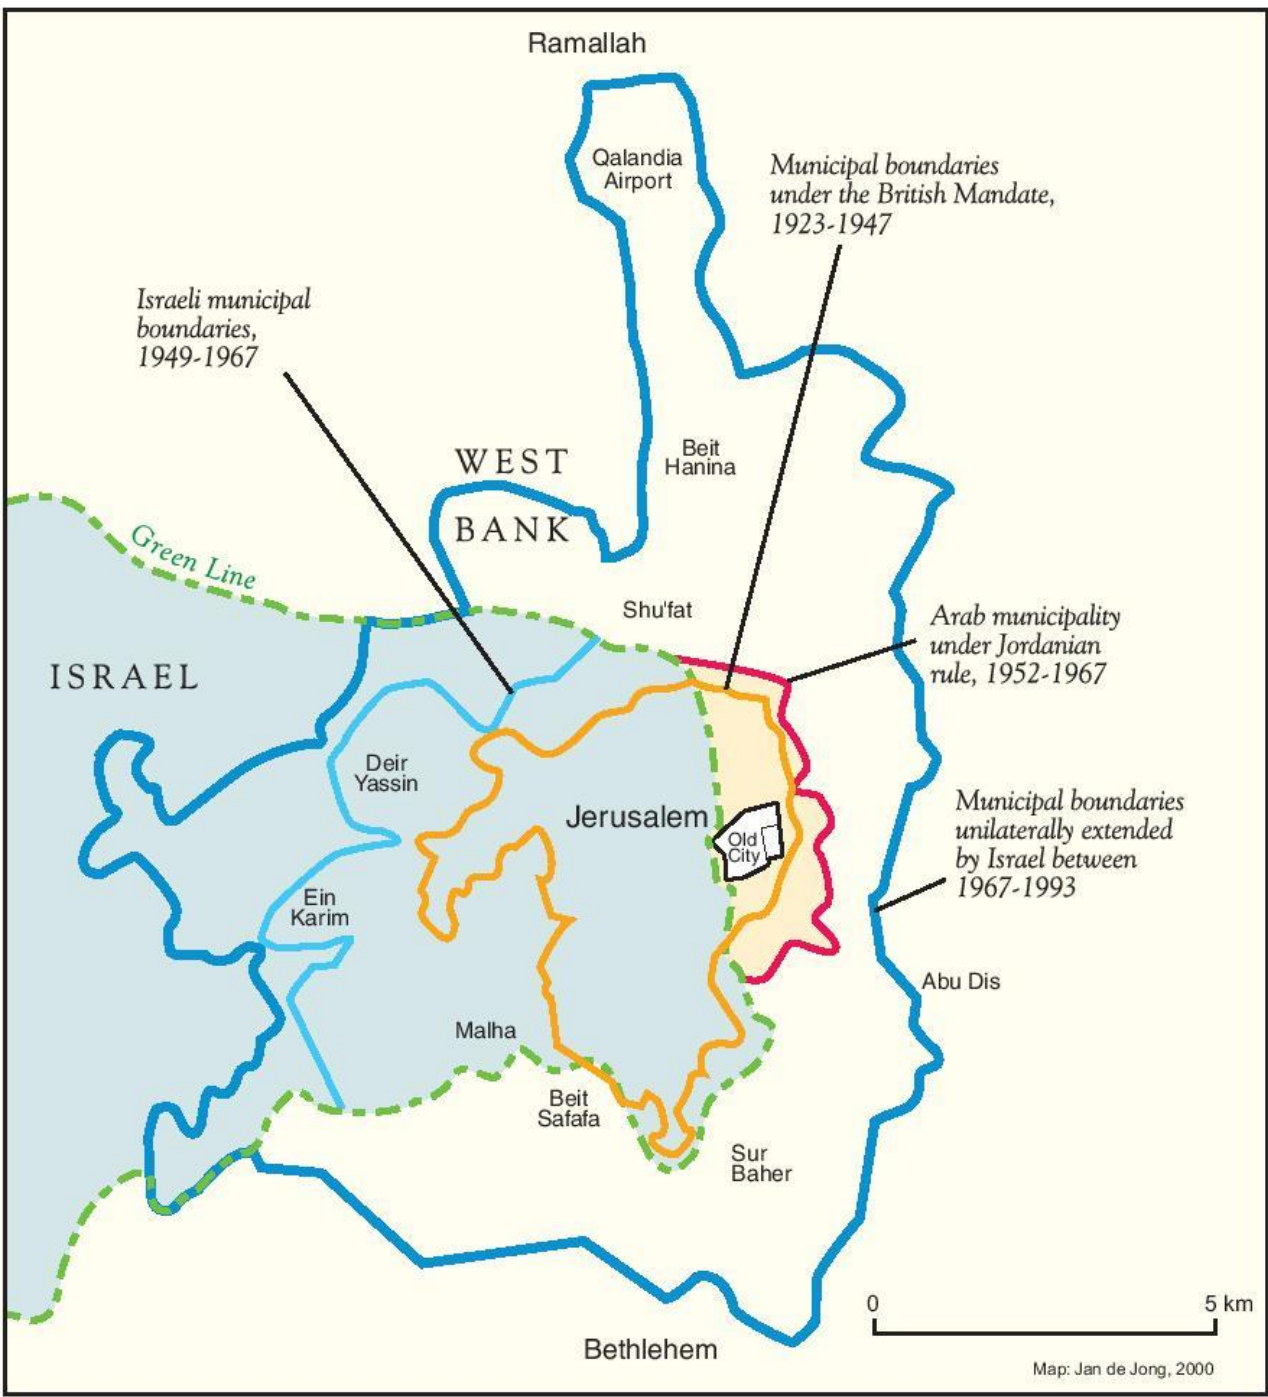 Ramallah
Qalandia
Airport
Municipal boundaries
under the British Mandate,
1923-1947
Israeli municipal
boundaries,
1949-1967
Beit
Hanina
WEST
BANK
Green Line
Shu'fat
Arab municipality
under Jordanian
rule, 1952-1967
ISRAEL
Deir
Yassin
Jerusalem
Old
City
Municipal boundaries
unilaterally extended
by Israel between
1967-1993
Ein
Karim
Abu Dis
Malha
Beit
Safafa
Sur
Baher
0 5 km
Bethlehem
Map: Jan de Jong, 2000